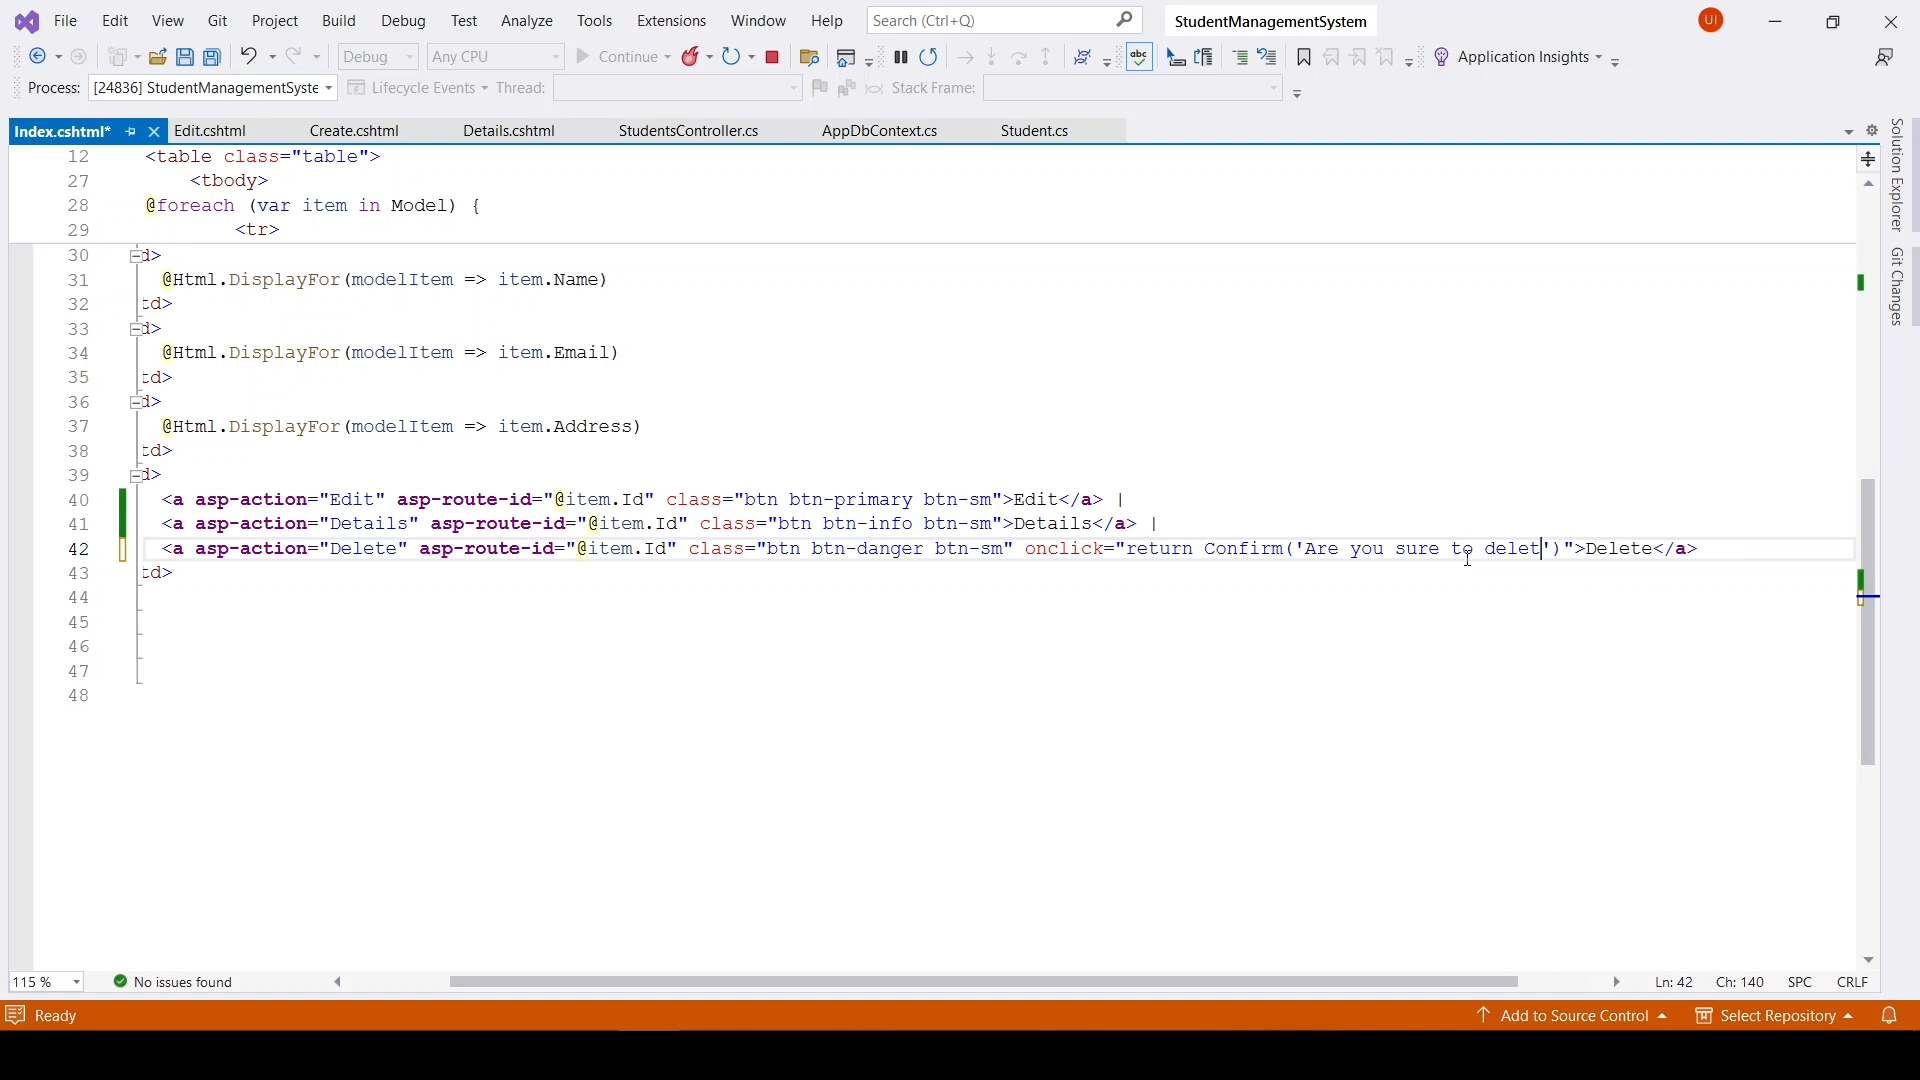 File Edit View Git Project Build Debug Test Analyze Tools Extensions Window Help Search (Ctrl+Q) StudentManagementSystem UI
Debug Any CPU Continue abc Application Insights
Process: [24836] StudentManagementSyste Lifecycle Events Thread: Stack Frame:
Index.cshtml* Edit.cshtml Create.cshtml Details.cshtml StudentsController.cs AppDbContext.cs Student.cs
12 <table class="table">
27 <tbody>
28 @foreach (var item in Model) {
29 <tr>
30 d>
31 @Html.DisplayFor(modelItem => item.Name)
32 td>
33 d>
34 @Html.DisplayFor(modelItem => item.Email)
35 td>
36 d>
37 @Html.DisplayFor(modelItem => item.Address)
38 td>
39 d>
40 <a asp-action="Edit" asp-route-id="@item.Id" class="btn btn-primary btn-sm">Edit</a> |
41 <a asp-action="Details" asp-route-id="@item.Id" class="btn btn-info btn-sm">Details</a> |
42 <a asp-action="Delete" asp-route-id="@item.Id" class="btn btn-danger btn-sm" onclick="return Confirm('Are you sure to delet')">Delete</a>
43 td>
44
45
46
47
48
Solution Explorer
Git Changes
115 % No issues found Ln: 42 Ch: 140 SPC CRLF
Ready Add to Source Control Select Repository